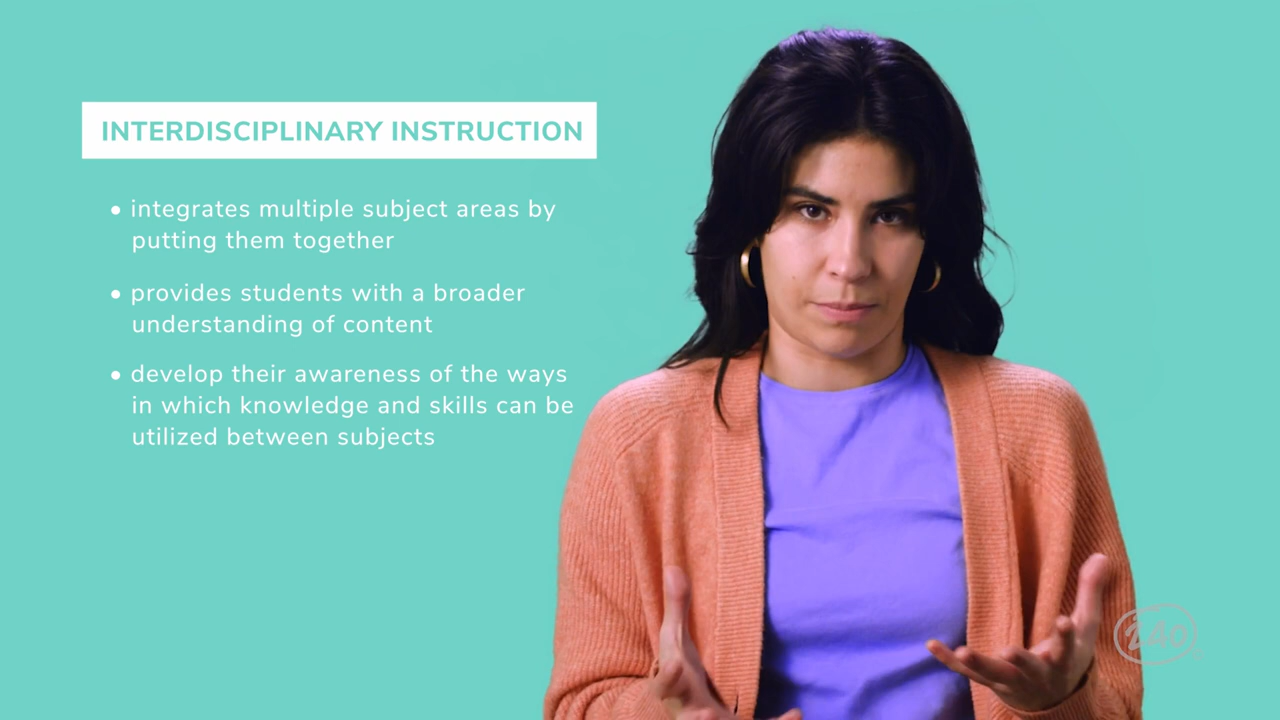 INTERDISCIPLINARY INSTRUCTION
• integrates multiple subject areas by
putting them together
• provides students with a broader
understanding of content
• develop their awareness of the ways
in which knowledge and skills can be
utilized between subjects
240